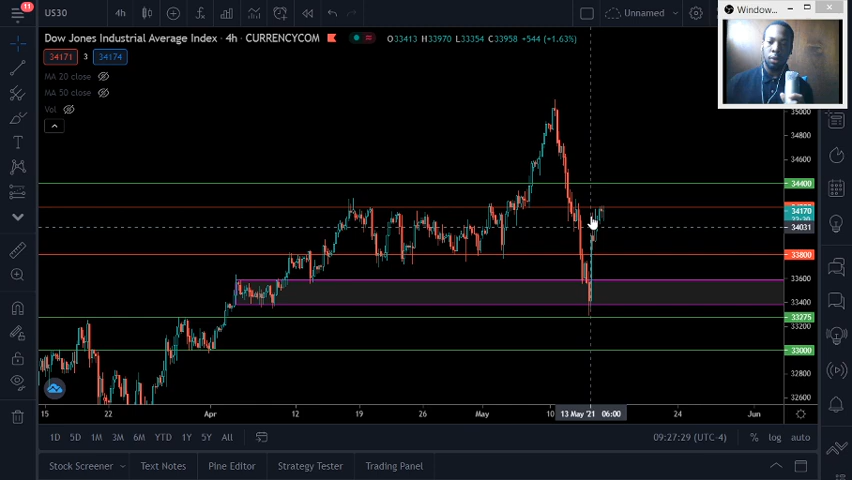 11
US30
4h
Unnamed
Window...
Dow Jones Industrial Average Index · 4h · CURRENCYCOM
O33413 H33970 L33354 C33958 +544 (+1.63%)
34171
3
34174
MA 20 close
MA 50 close
Vol
35000
34800
34600
34400
34170
34031
33800
33600
33400
33275
33200
33000
32800
32600
15
22
Apr
12
19
26
May
10
13 May '21 06:00
24
Jun
1D
5D
1M
3M
6M
YTD
1Y
5Y
All
09:27:29 (UTC-4)
%
log
auto
Stock Screener
Text Notes
Pine Editor
Strategy Tester
Trading Panel